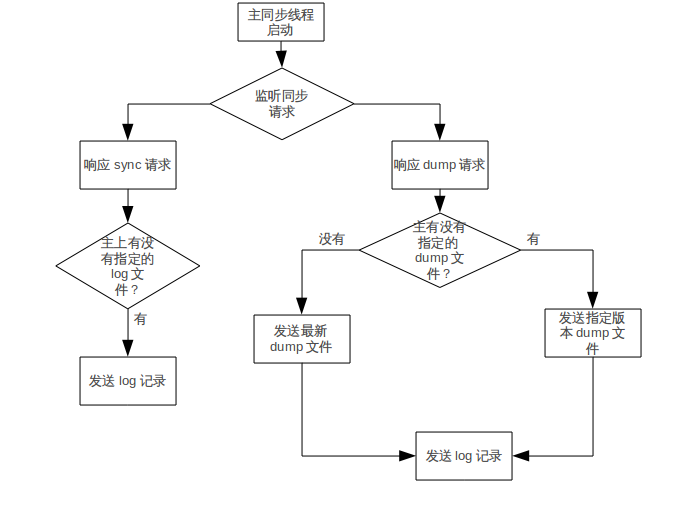 主同步线程
启动
监听同步
请求
响应 sync 请求
响应 dump 请求
主上有没
有指定的
log 文
件？
有
发送 log 记录
主有没有
指定的
dump 文
件？
没有
有
发送最新
dump 文件
发送指定版
本 dump 文
件
发送 log 记录